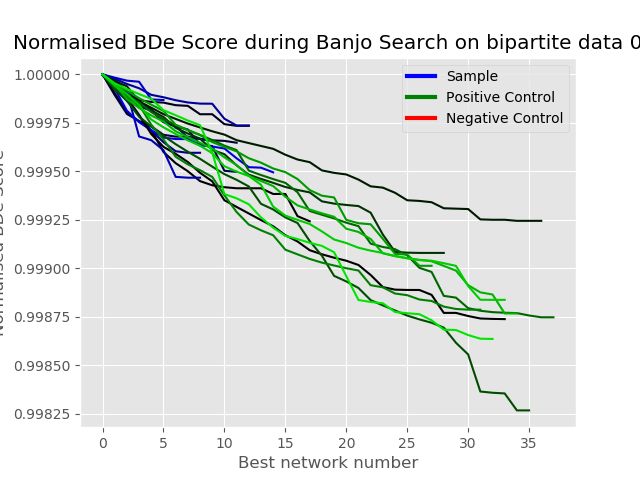 Normalised BDe Score during Banjo Search on bipartite data 0
Sample
Positive Control
Negative Control
1.00000
0.99975
0.99950
0.99925
0.99900
0.99875
0.99850
0.99825
Normalised BDe Score
0 5 10 15 20 25 30 35
Best network number